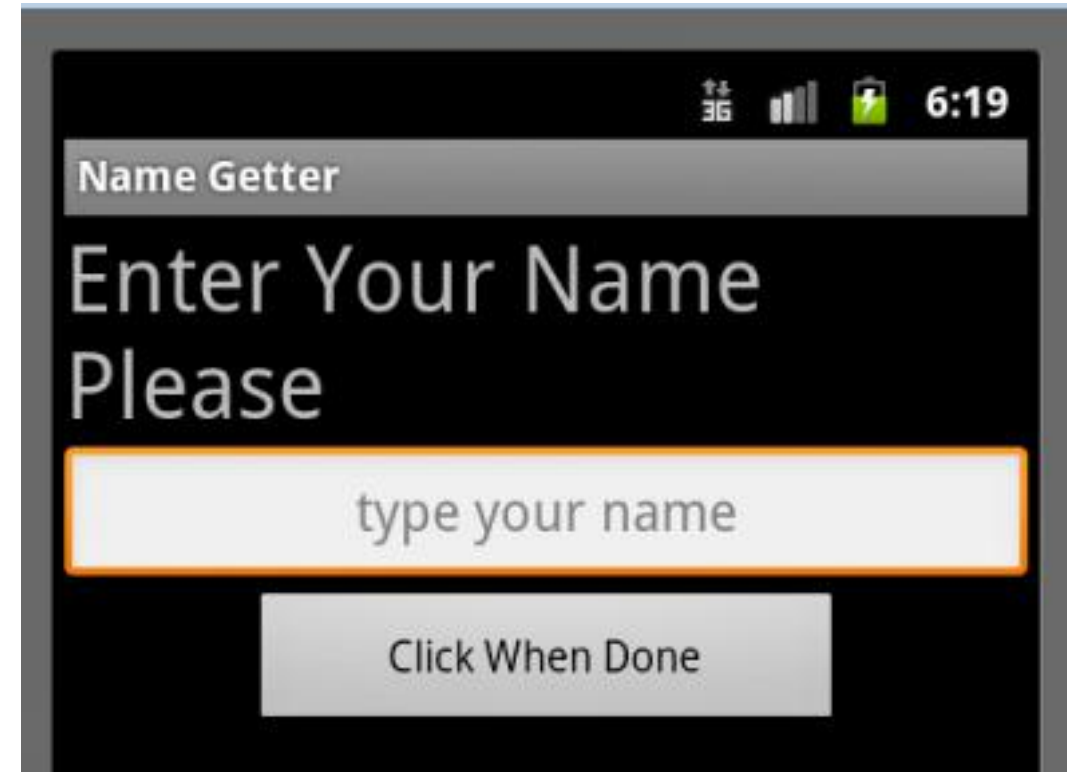 3G 6:19
Name Getter
Enter Your Name
Please
type your name
Click When Done